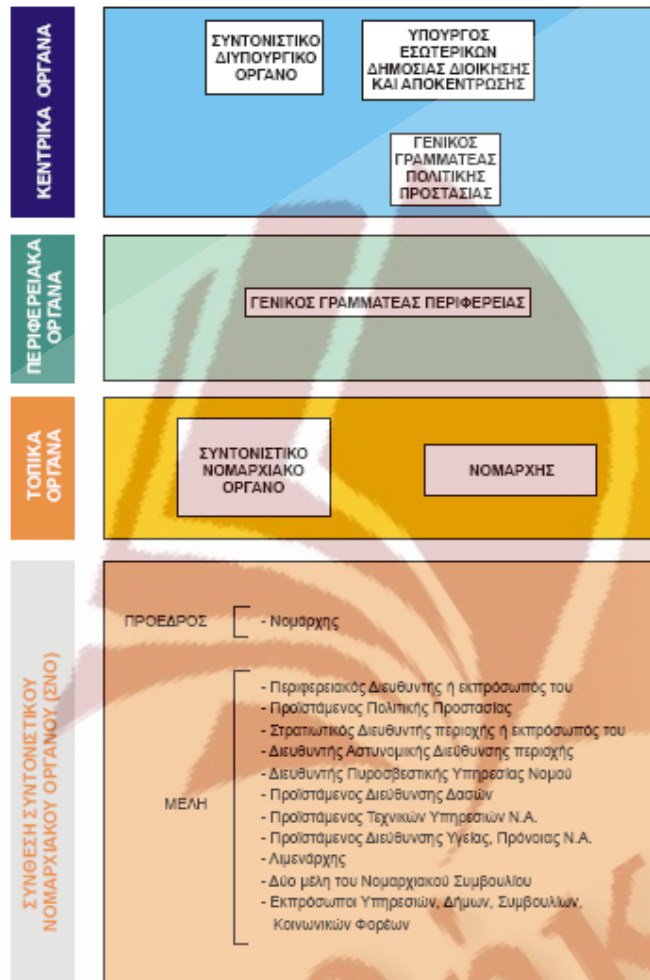 ΚΕΝΤΡΙΚΑ ΟΡΓΑΝΑ
ΣΥΝΤΟΝΙΣΤΙΚΟ
ΔΙΥΠΟΥΡΓΙΚΟ
ΟΡΓΑΝΟ
ΥΠΟΥΡΓΟΣ
ΕΣΩΤΕΡΙΚΩΝ
ΔΗΜΟΣΙΑΣ ΔΙΟΙΚΗΣΗΣ
ΚΑΙ ΑΠΟΚΕΝΤΡΩΣΗΣ
ΓΕΝΙΚΟΣ
ΓΡΑΜΜΑΤΕΑΣ
ΠΟΛΙΤΙΚΗΣ
ΠΡΟΣΤΑΣΙΑΣ
ΠΕΡΙΦΕΡΕΙΑΚΑ
ΟΡΓΑΝΑ
ΓΕΝΙΚΟΣ ΓΡΑΜΜΑΤΕΑΣ ΠΕΡΙΦΕΡΕΙΑΣ
ΤΟΠΙΚΑ
ΟΡΓΑΝΑ
ΣΥΝΤΟΝΙΣΤΙΚΟ
ΝΟΜΑΡΧΙΑΚΟ
ΟΡΓΑΝΟ
ΝΟΜΑΡΧΗΣ
ΣΥΝΘΕΣΗ ΣΥΝΤΟΝΙΣΤΙΚΟΥ
ΝΟΜΑΡΧΙΑΚΟΥ ΟΡΓΑΝΟΥ (ΣΝΟ)
ΠΡΟΕΔΡΟΣ
- Νομάρχης
ΜΕΛΗ
- Περιφερειακός Διευθυντής ή εκπρόσωπός του
- Προϊστάμενος Πολιτικής Προστασίας
- Στρατιωτικός Διευθυντής περιοχής ή εκπρόσωπός του
- Διευθυντής Αστυνομικής Διεύθυνσης περιοχής
- Διευθυντής Πυροσβεστικής Υπηρεσίας Νομού
- Προϊστάμενος Διεύθυνσης Δασών
- Προϊστάμενος Τεχνικών Υπηρεσιών Ν.Α.
- Προϊστάμενος Διεύθυνσης Υγείας, Πρόνοιας Ν.Α.
- Λιμενάρχης
- Δύο μέλη του Νομαρχιακού Συμβουλίου
- Εκπρόσωποι Υπηρεσιών, Δήμων, Συμβουλίων,
Κοινωνικών Φορέων